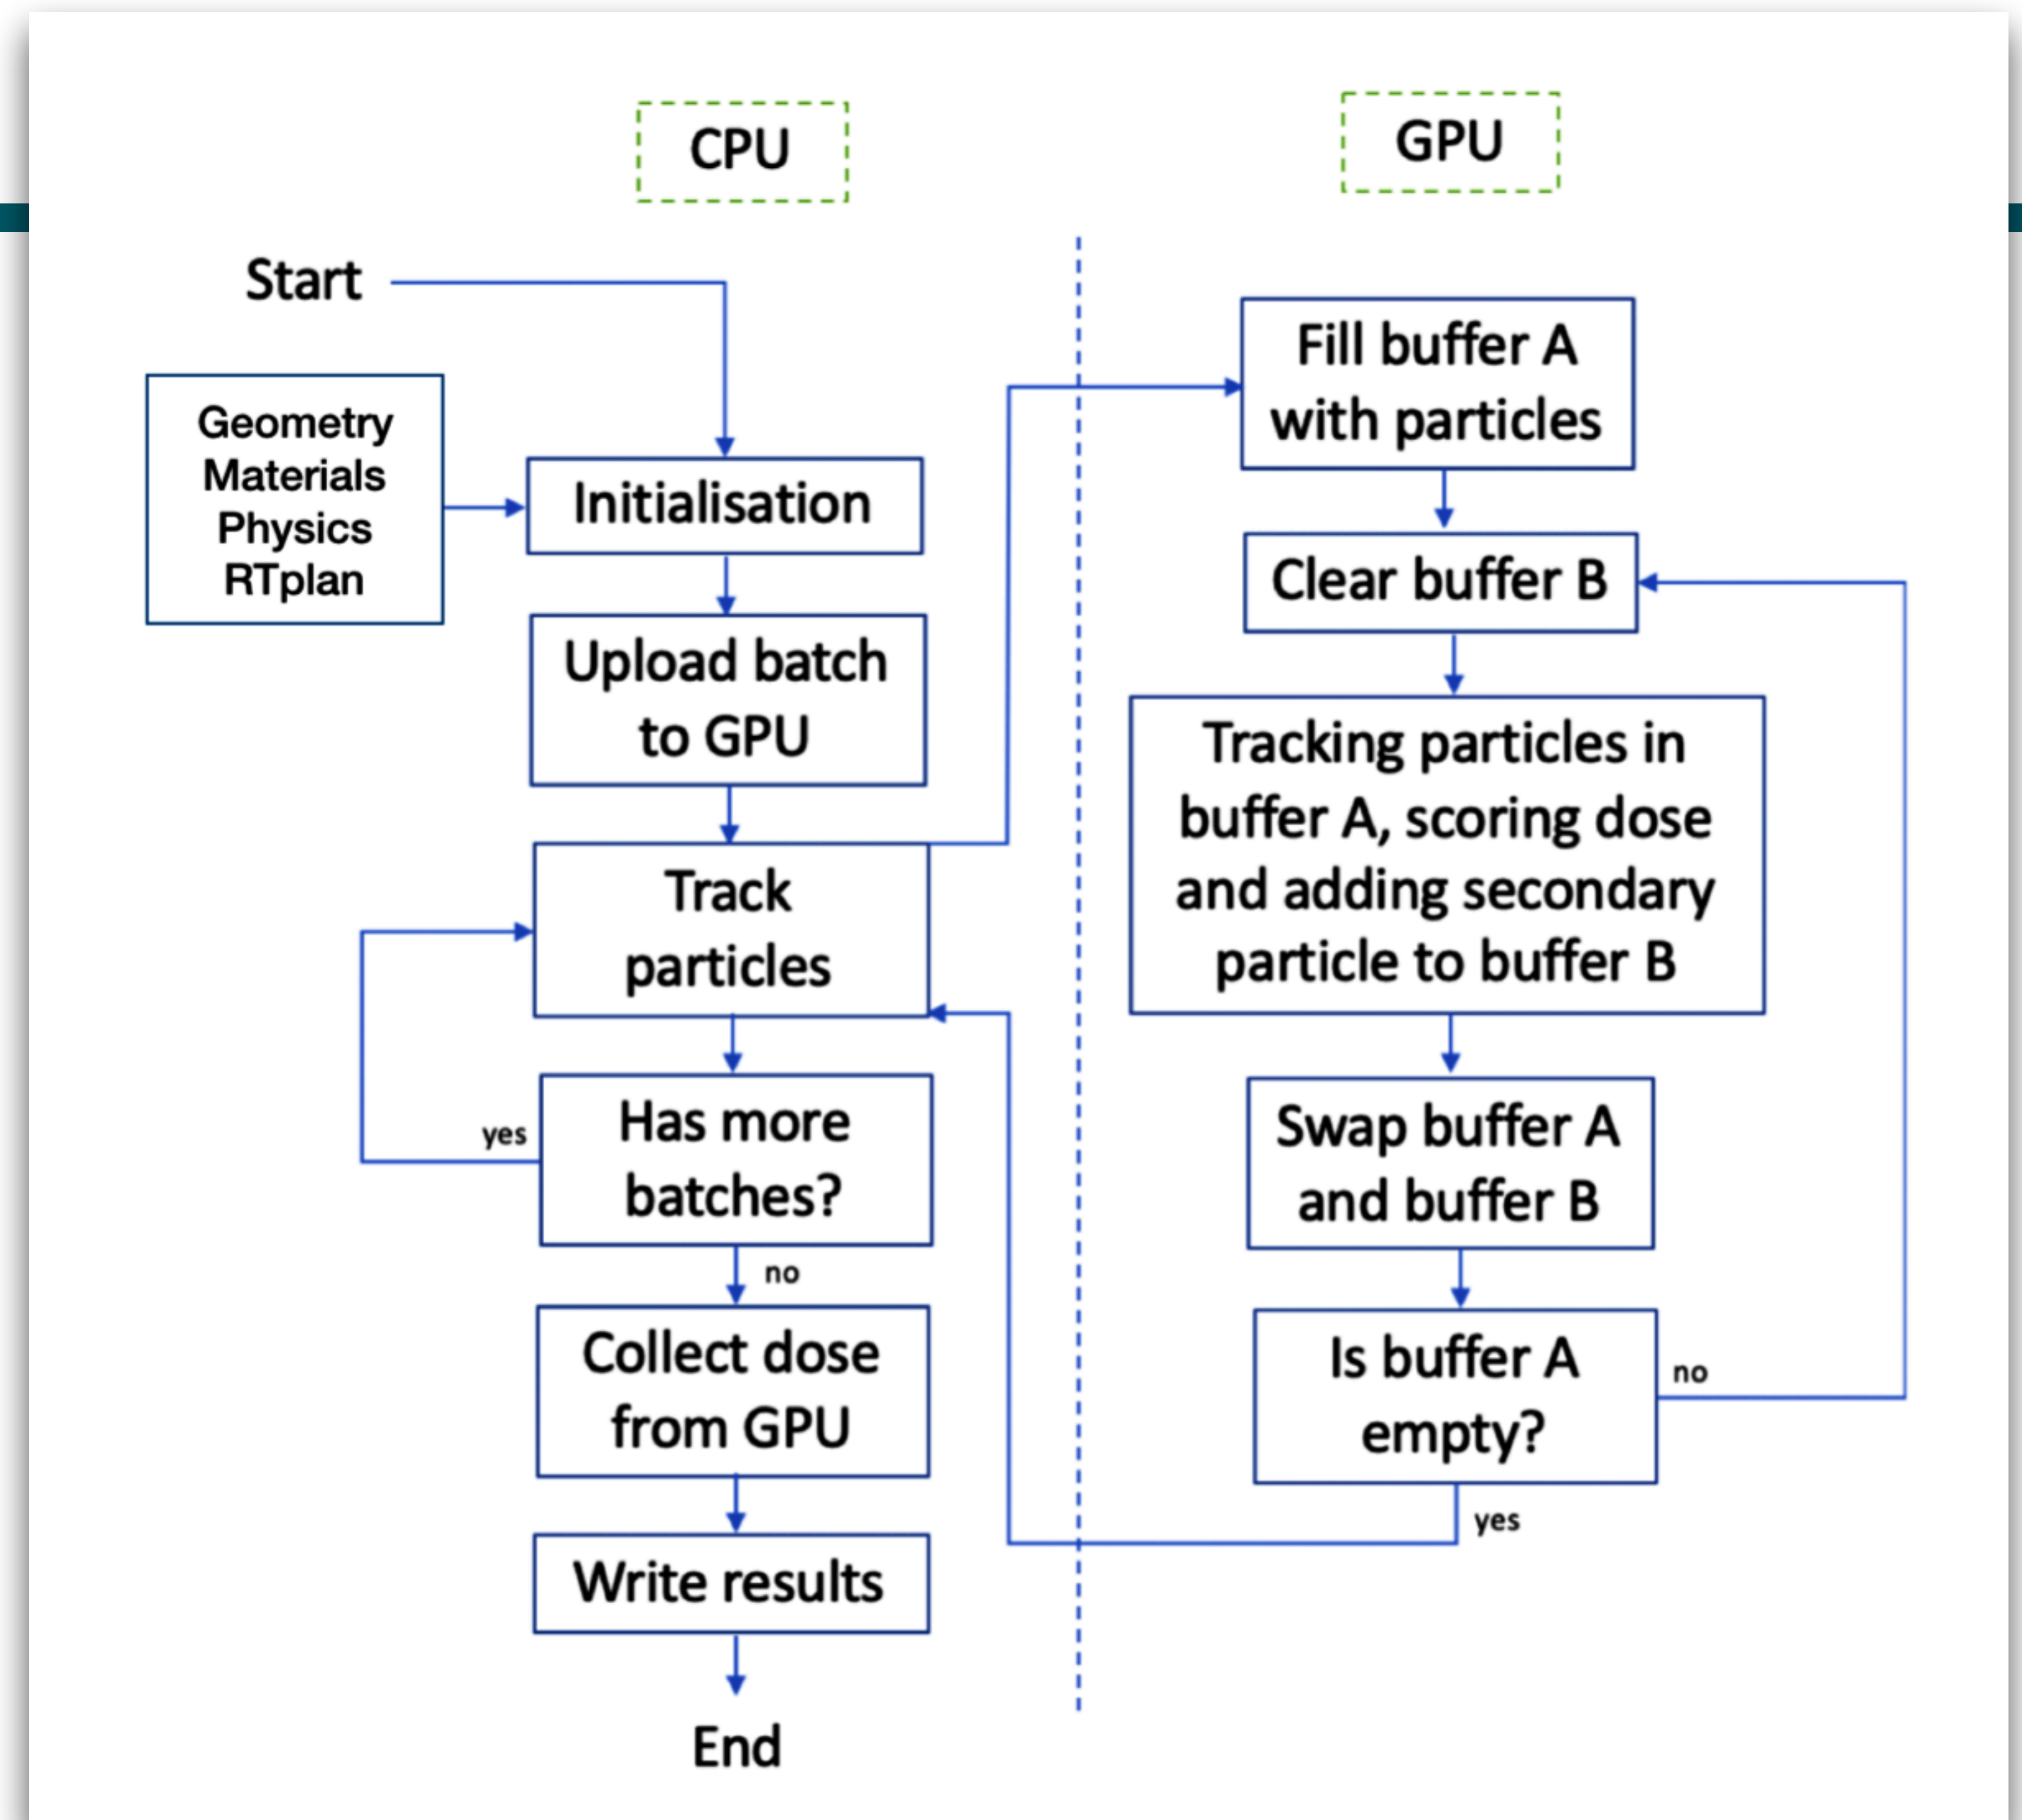 CPU
GPU
Start
Geometry
Materials
Physics
RTplan
Initialisation
Upload batch
to GPU
Track
particles
Has more
batches?
yes
no
Collect dose
from GPU
Write results
End
Fill buffer A
with particles
Clear buffer B
Tracking particles in
buffer A, scoring dose
and adding secondary
particle to buffer B
Swap buffer A
and buffer B
Is buffer A
empty?
no
yes